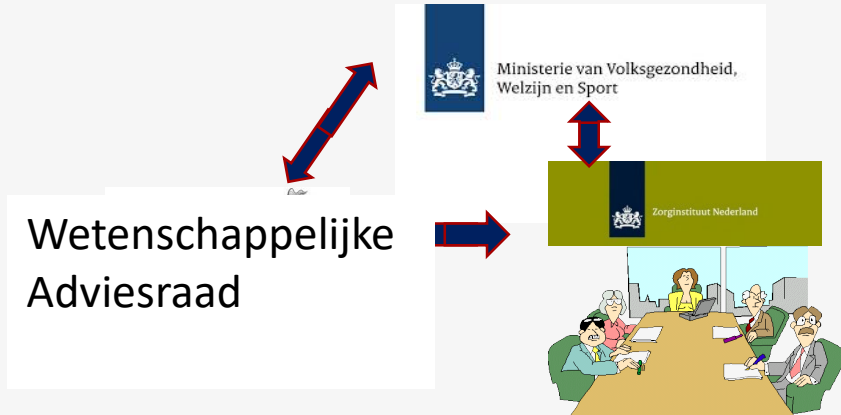 Ministerie van Volksgezondheid,
Welzijn en Sport
Zorginstituut Nederland
Wetenschappelijke
Adviesraad